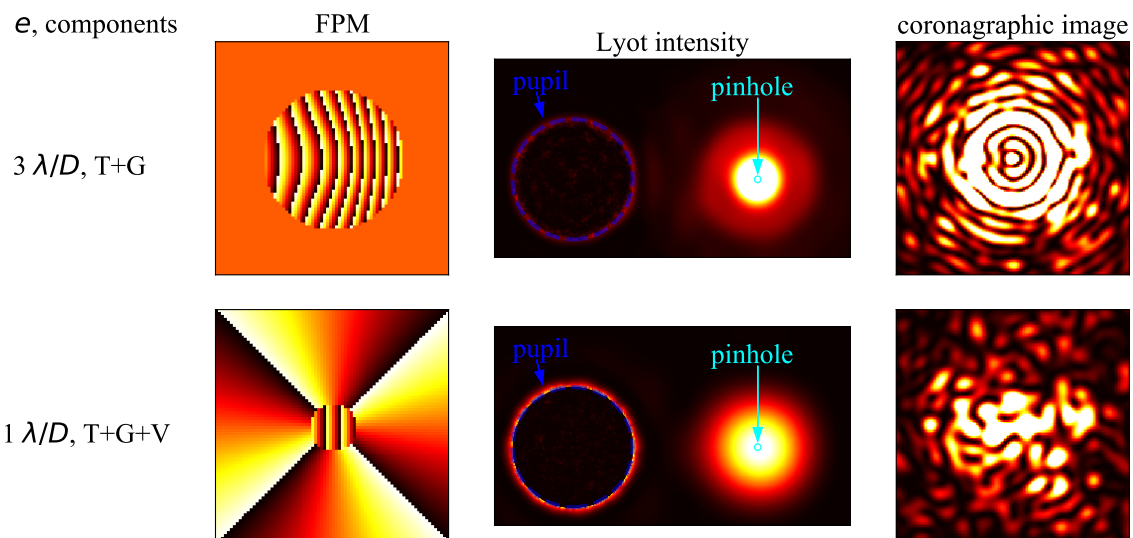 e, components
FPM
Lyot intensity
coronagraphic image
3 λ/D, T+G
pupil
pinhole
1 λ/D, T+G+V
pupil
pinhole